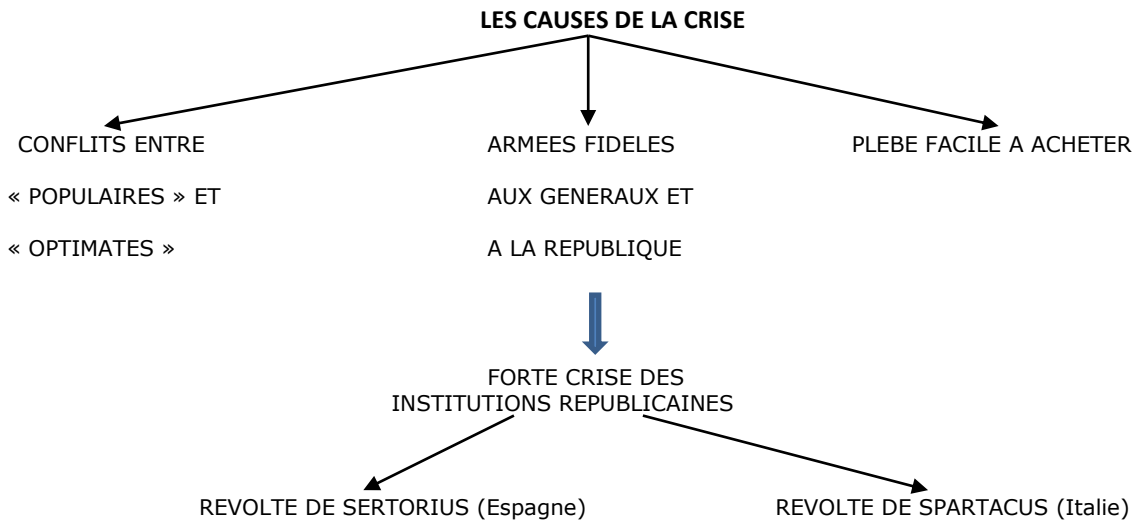 LES CAUSES DE LA CRISE
CONFLITS ENTRE
« POPULAIRES » ET
« OPTIMATES »
ARMEES FIDELES
AUX GENERAUX ET
A LA REPUBLIQUE
PLEBE FACILE A ACHETER
FORTE CRISE DES
INSTITUTIONS REPUBLICAINES
REVOLTE DE SERTORIUS (Espagne)
REVOLTE DE SPARTACUS (Italie)